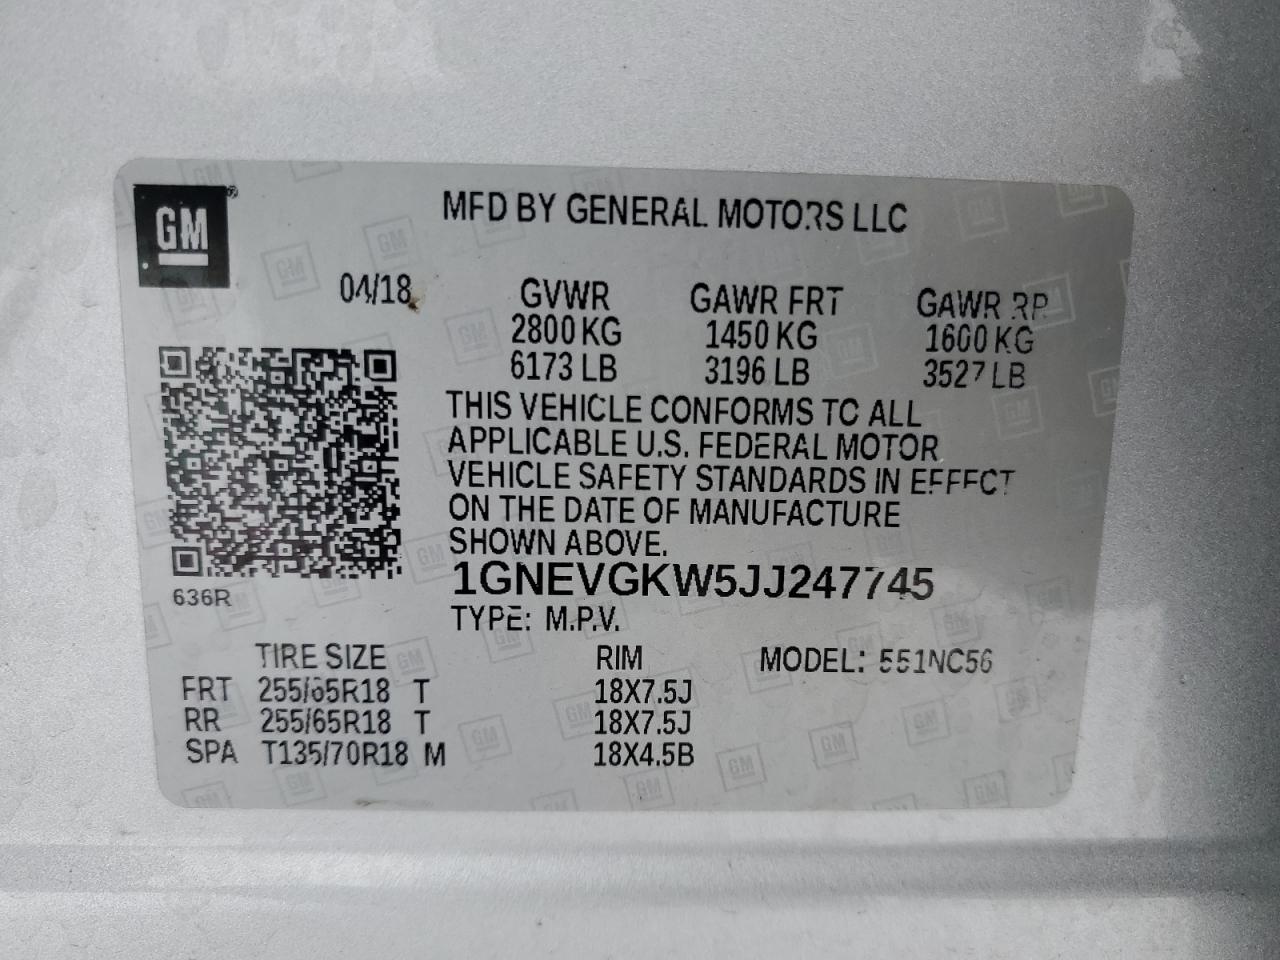 GM®
MFD BY GENERAL MOTORS LLC
04/18
GVWR GAWR FRT GAWR RR
2800 KG 1450 KG 1600 KG
6173 LB 3196 LB 3527 LB
THIS VEHICLE CONFORMS TO ALL
APPLICABLE U.S. FEDERAL MOTOR
VEHICLE SAFETY STANDARDS IN EFFECT
ON THE DATE OF MANUFACTURE
SHOWN ABOVE.
1GNEVGKW5JJ247745
636R
TYPE: M.P.V.
TIRE SIZE RIM MODEL: 551NC56
FRT 255/65R18 T 18X7.5J
RR 255/65R18 T 18X7.5J
SPA T135/70R18 M 18X4.5B